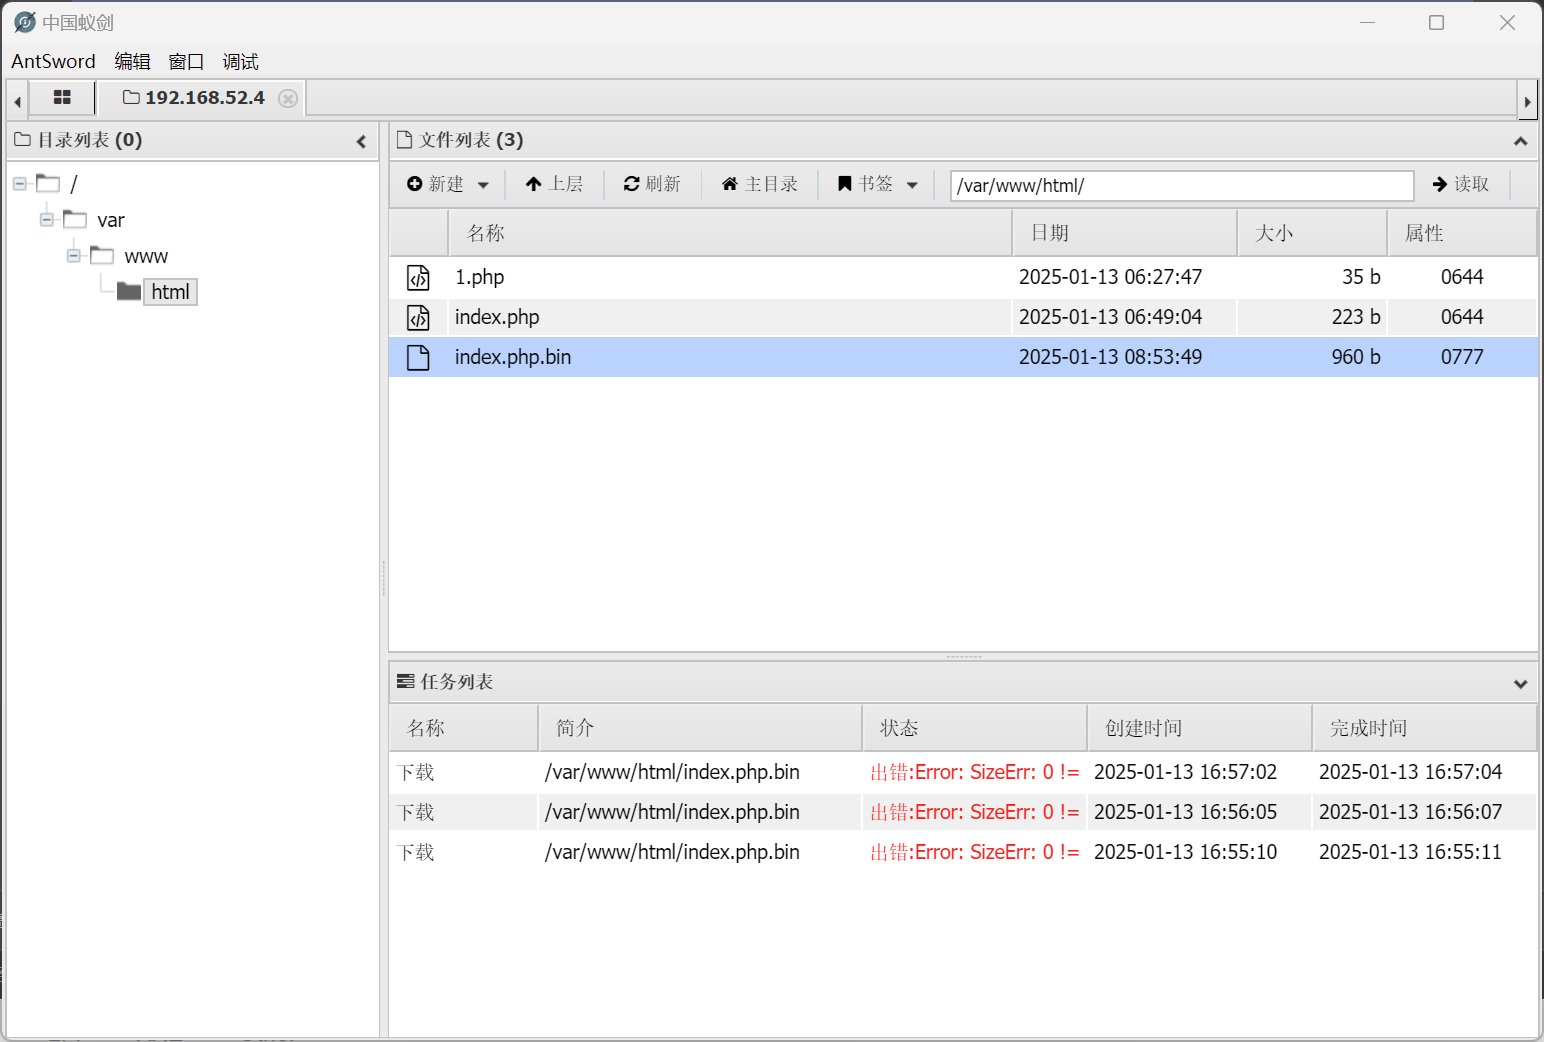 中国蚁剑
AntSword 编辑 窗口 调试
192.168.52.4
目录列表 (0)
/
var
www
html
文件列表 (3)
新建 上层 刷新 主目录 书签 /var/www/html/ 读取
名称 日期 大小 属性
1.php 2025-01-13 06:27:47 35 b 0644
index.php 2025-01-13 06:49:04 223 b 0644
index.php.bin 2025-01-13 08:53:49 960 b 0777
任务列表
名称 简介 状态 创建时间 完成时间
下载 /var/www/html/index.php.bin 出错:Error: SizeErr: 0 != 2025-01-13 16:57:02 2025-01-13 16:57:04
下载 /var/www/html/index.php.bin 出错:Error: SizeErr: 0 != 2025-01-13 16:56:05 2025-01-13 16:56:07
下载 /var/www/html/index.php.bin 出错:Error: SizeErr: 0 != 2025-01-13 16:55:10 2025-01-13 16:55:11